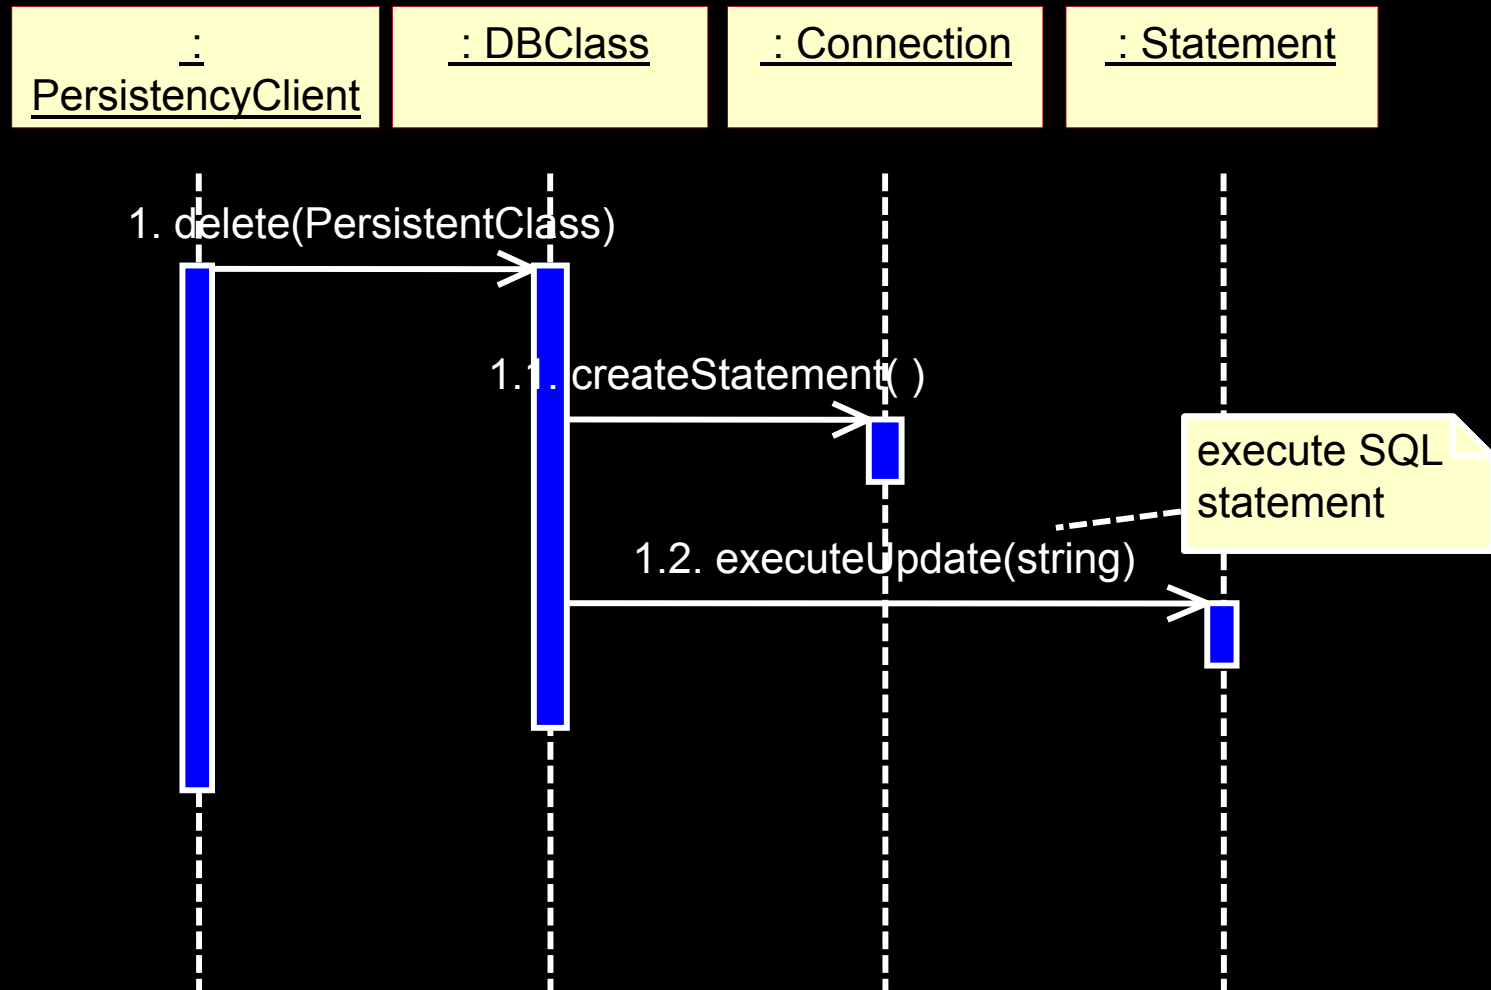 :
PersistencyClient
: DBClass
: Connection
: Statement
1. delete(PersistentClass)
1.1. createStatement( )
execute SQL
statement
1.2. executeUpdate(string)